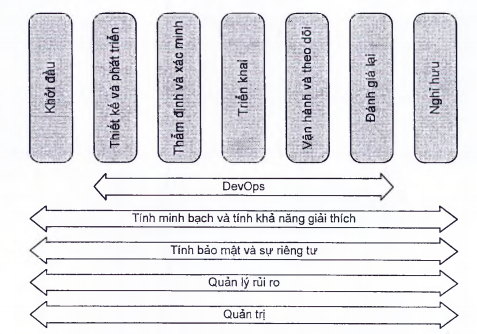 Khởi đầu
Thiết kế và phát triển
Thẩm định và xác minh
Triển khai
Vận hành và theo dõi
Đánh giá lại
Nghỉ hưu
DevOps
Tính minh bạch và tính khả năng giải thích
Tính bảo mật và sự riêng tư
Quản lý rủi ro
Quản trị